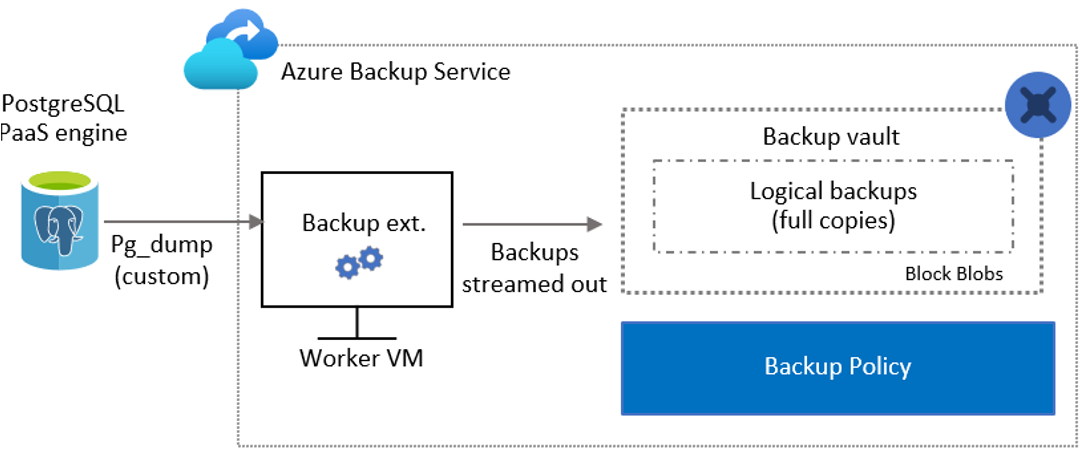 Azure Backup Service
PostgreSQL
PaaS engine
Pg_dump
(custom)
Backup ext.
Worker VM
Backups
streamed out
Backup vault
Logical backups
(full copies)
Block Blobs
Backup Policy